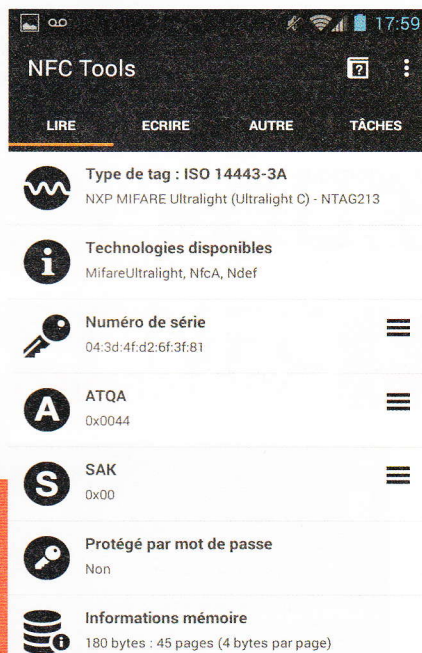 17:59
NFC Tools
LIRE ECRIRE AUTRE TÂCHES
Type de tag : ISO 14443-3A
NXP MIFARE Ultralight (Ultralight C) - NTAG213
Technologies disponibles
MifareUltralight, NfcA, Ndef
Numéro de série
04:3d:4f:d2:6f:3f:81
A
ATQA
0x0044
S
SAK
0x00
Protégé par mot de passe
Non
Informations mémoire
180 bytes : 45 pages (4 bytes par page)